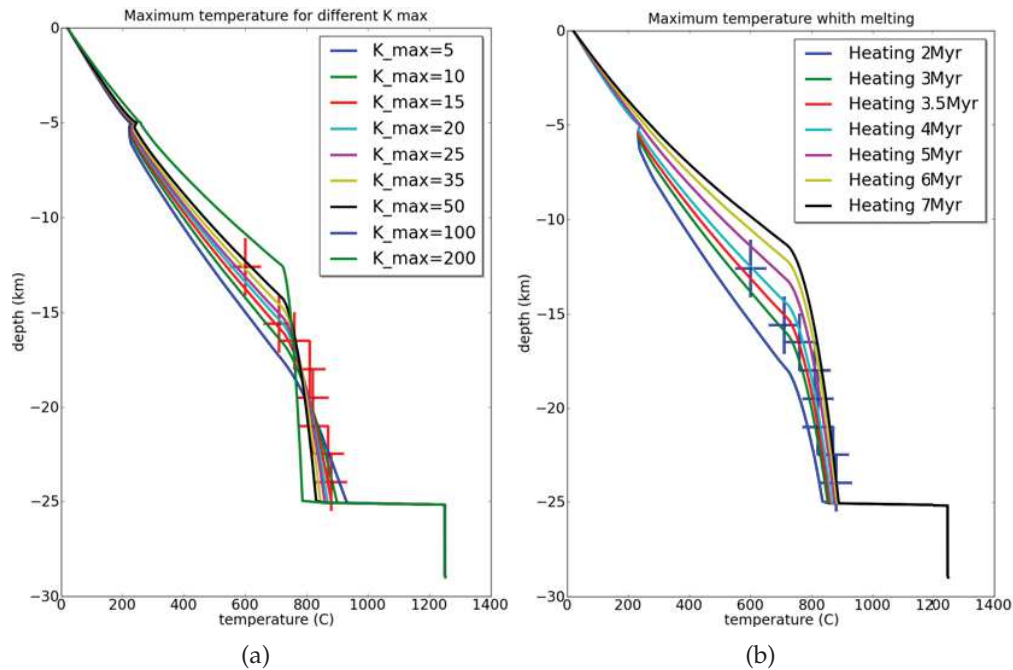 Maximum temperature for different K max
0
−5
−10
−15
−20
−25
−30
depth (km)
K_max=5
K_max=10
K_max=15
K_max=20
K_max=25
K_max=35
K_max=50
K_max=100
K_max=200
0 200 400 600 800 1000 1200 1400
temperature (C)
(a)
Maximum temperature whith melting
0
−5
−10
−15
−20
−25
−30
depth (km)
Heating 2Myr
Heating 3Myr
Heating 3.5Myr
Heating 4Myr
Heating 5Myr
Heating 6Myr
Heating 7Myr
0 200 400 600 800 1000 1200 1400
temperature (C)
(b)